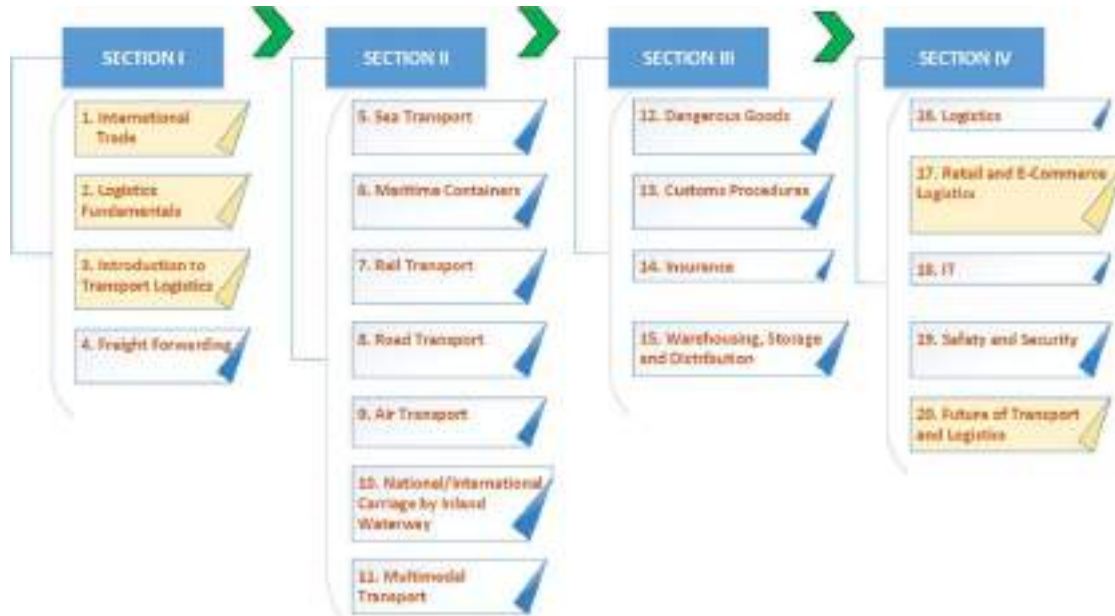 SECTION I
1. International
Trade
2. Logistics
Fundamentals
3. Introduction to
Transport Logistics
4. Freight Forwarding
SECTION II
5. Sea Transport
6. Maritime Containers
7. Rail Transport
8. Road Transport
9. Air Transport
10. National/International
Carriage by Inland
Waterway
11. Multimodal
Transport
SECTION III
12. Dangerous Goods
13. Customs Procedures
14. Insurance
15. Warehousing, Storage
and Distribution
SECTION IV
16. Logistics
17. Retail and E-Commerce
Logistics
18. IT
19. Safety and Security
20. Future of Transport
and Logistics